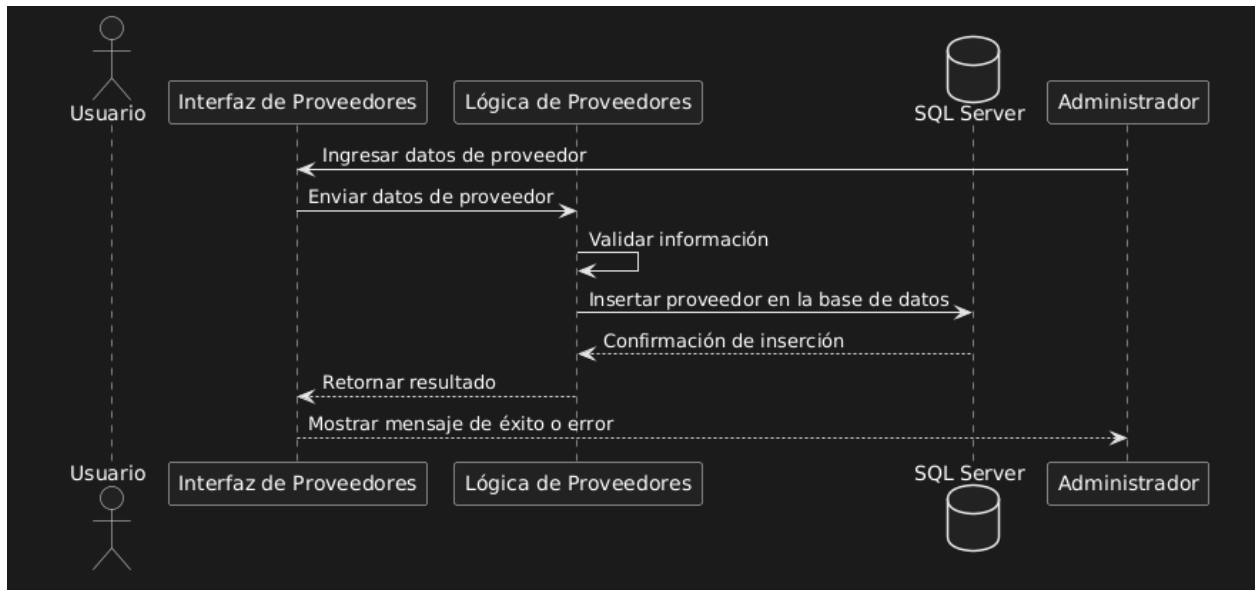 Usuario
Interfaz de Proveedores
Lógica de Proveedores
SQL Server
Administrador
Ingresar datos de proveedor
Enviar datos de proveedor
Validar información
Insertar proveedor en la base de datos
Confirmación de inserción
Retornar resultado
Mostrar mensaje de éxito o error
Usuario
Interfaz de Proveedores
Lógica de Proveedores
SQL Server
Administrador